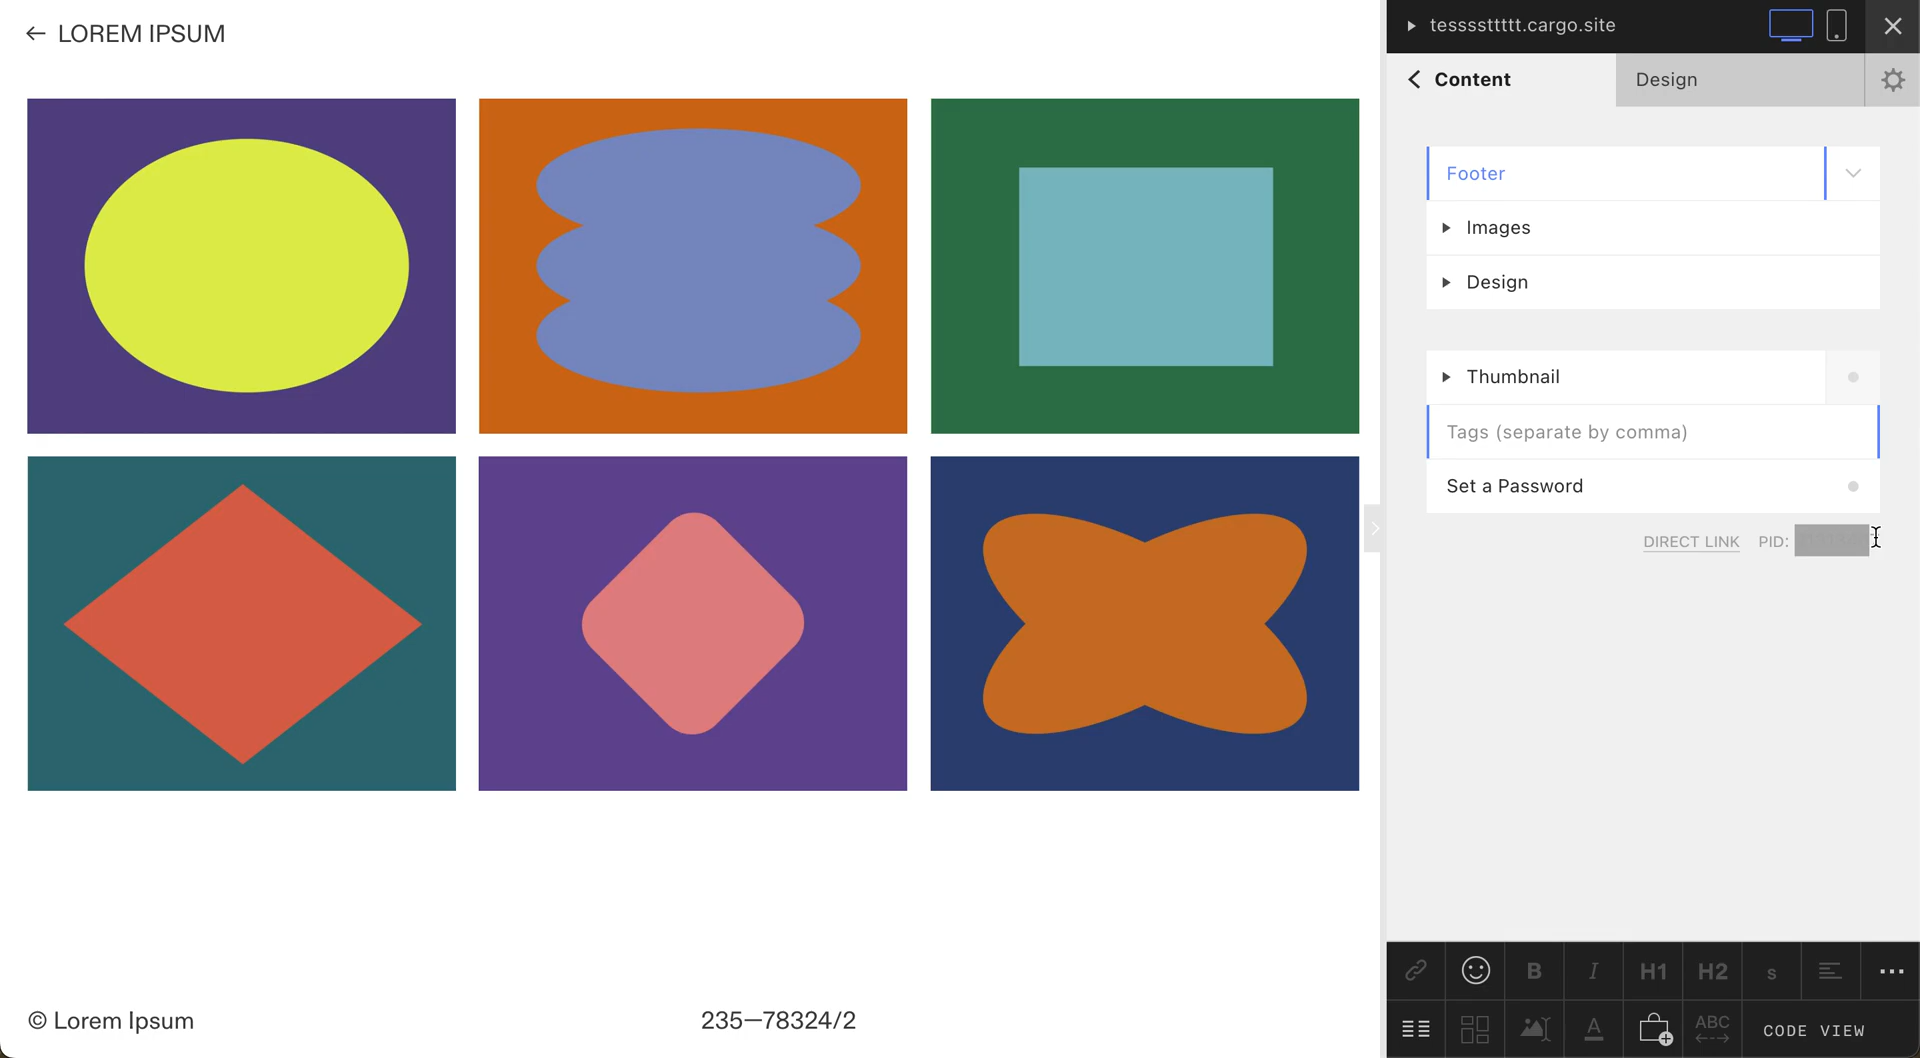 ← LOREM IPSUM
© Lorem Ipsum
235—78324/2
tesssstttttt.cargo.site
Content
Design
Footer
Images
Design
Thumbnail
Tags (separate by comma)
Set a Password
DIRECT LINK
PID:
B
I
H1
H2
s
A
ABC
CODE VIEW